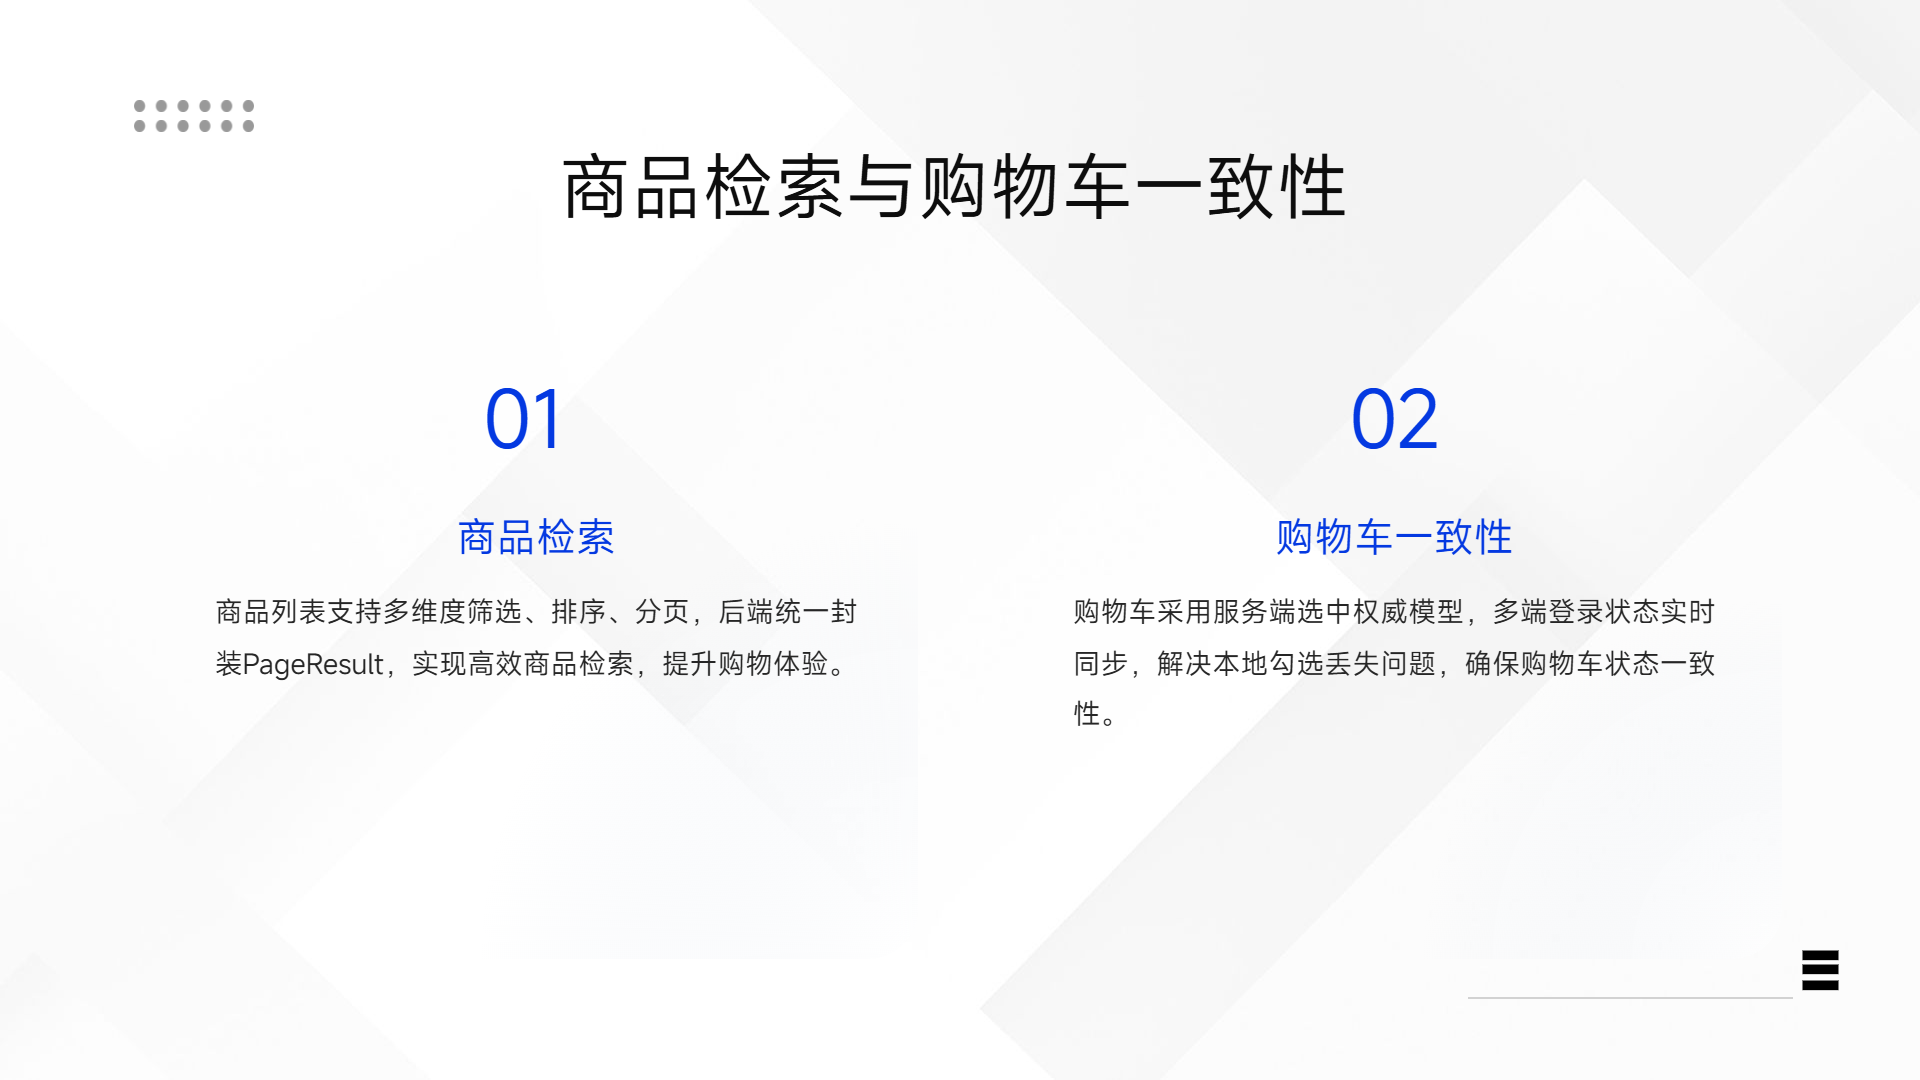 商品检索与购物车一致性
01
商品检索
商品列表支持多维度筛选、排序、分页，后端统一封
装PageResult，实现高效商品检索，提升购物体验。
02
购物车一致性
购物车采用服务端选中权威模型，多端登录状态实时
同步，解决本地勾选丢失问题，确保购物车状态一致
性。